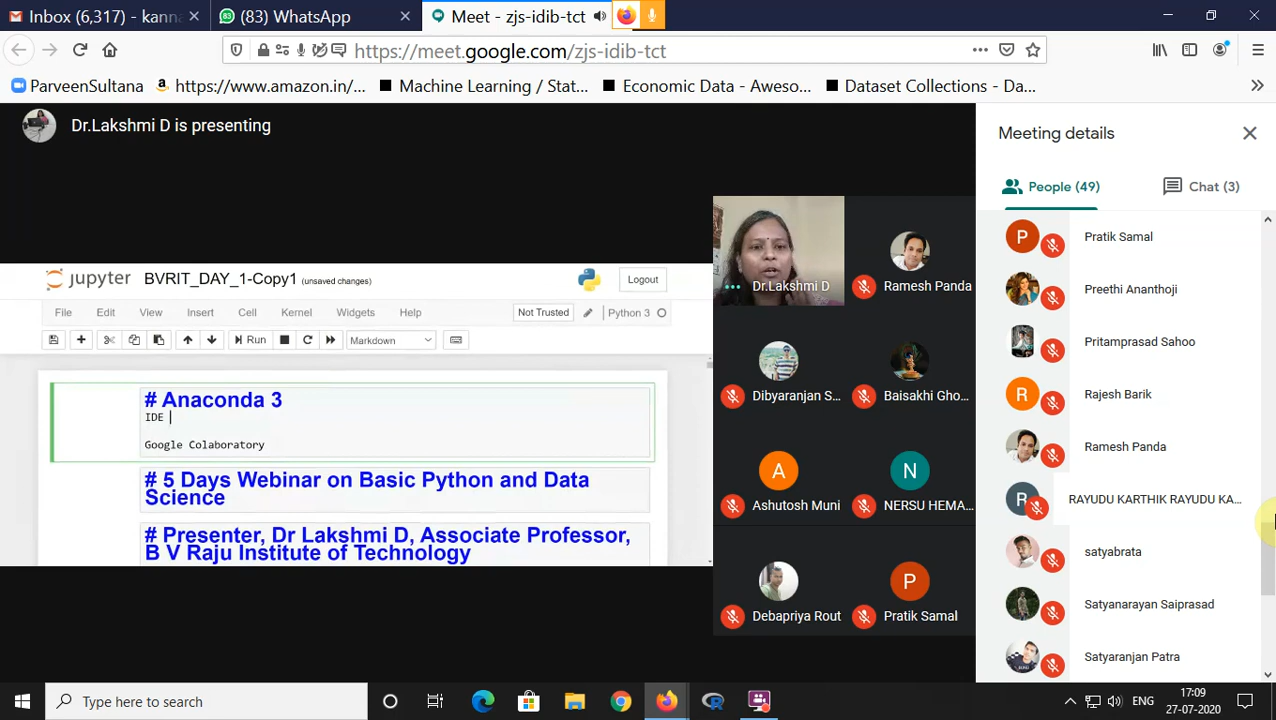 Inbox (6,317) - kanna
(83) WhatsApp
Meet - zjs-idib-tct
https://meet.google.com/zjs-idib-tct
ParveenSultana
https://www.amazon.in/...
Machine Learning / Stat...
Economic Data - Aweso...
Dataset Collections - Da...
Dr.Lakshmi D is presenting
Meeting details
People (49)
Chat (3)
jupyter
BVRIT_DAY_1-Copy1 (unsaved changes)
Logout
File Edit View Insert Cell Kernel Widgets Help
Not Trusted
Python 3
Run
Markdown
# Anaconda 3
IDE
Google Colaboratory
# 5 Days Webinar on Basic Python and Data
Science
# Presenter, Dr Lakshmi D, Associate Professor,
B V Raju Institute of Technology
Dr.Lakshmi D
Ramesh Panda
Dibyaranjan S...
Baisakhi Gho...
A
Ashutosh Muni
N
NERSU HEMA...
Debapriya Rout
P
Pratik Samal
P
Pratik Samal
Preethi Ananthoji
Pritamprasad Sahoo
R
Rajesh Barik
Ramesh Panda
R
RAYUDU KARTHIK RAYUDU KA...
satyabrata
Satyanarayan Saiprasad
Satyaranjan Patra
Type here to search
R
ENG
17:09
27-07-2020